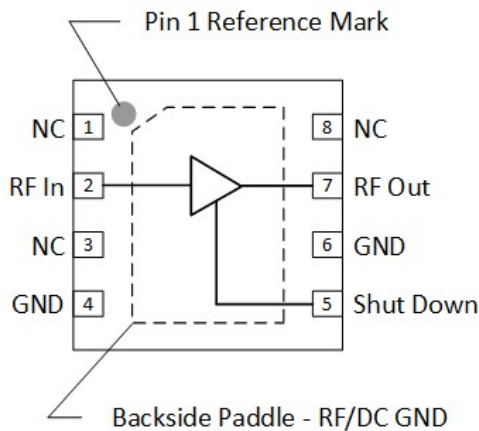 Pin 1 Reference Mark
NC 1
8 NC
RF In 2
7 RF Out
NC 3
6 GND
GND 4
5 Shut Down
Backside Paddle - RF/DC GND